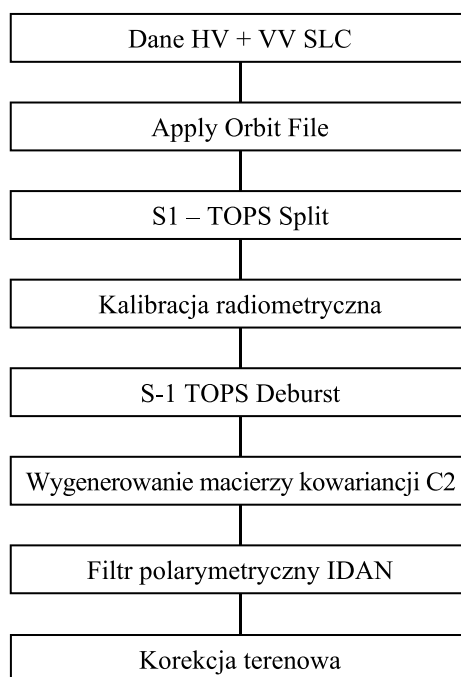 Dane HV + VV SLC
Apply Orbit File
S1 – TOPS Split
Kalibracja radiometryczna
S-1 TOPS Deburst
Wygenerowanie macierzy kowariancji C2
Filtr polarymetryczny IDAN
Korekcja terenowa